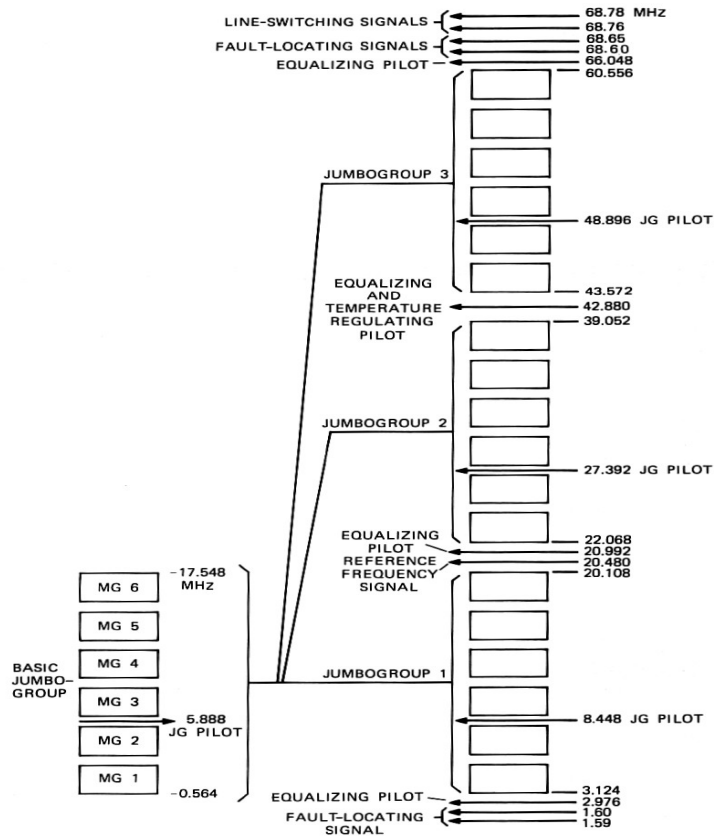 LINE-SWITCHING SIGNALS
68.78 MHz
68.76
FAULT-LOCATING SIGNALS
68.65
68.60
EQUALIZING PILOT
66.048
60.556
JUMBOGROUP 3
48.896 JG PILOT
43.572
EQUALIZING
AND
TEMPERATURE
REGULATING
PILOT
42.880
39.052
JUMBOGROUP 2
27.392 JG PILOT
22.068
EQUALIZING
PILOT
20.992
REFERENCE
FREQUENCY
SIGNAL
20.480
20.108
BASIC
JUMBO-
GROUP
MG 6
MG 5
MG 4
MG 3
MG 2
MG 1
17.548
MHz
5.888
JG PILOT
0.564
JUMBOGROUP 1
8.448 JG PILOT
3.124
EQUALIZING PILOT
2.976
FAULT-LOCATING
SIGNAL
1.60
1.59